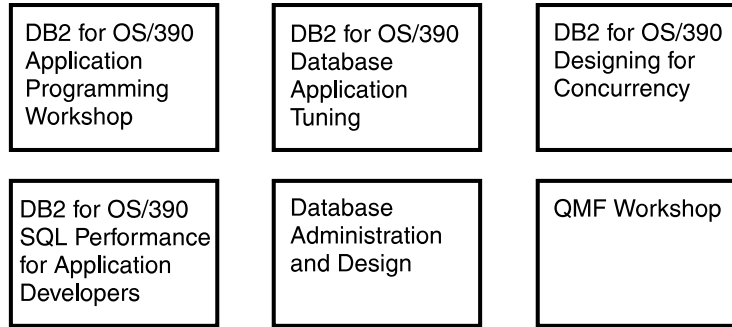 DB2 for OS/390
Application
Programming
Workshop
DB2 for OS/390
Database
Application
Tuning
DB2 for OS/390
Designing for
Concurrency
DB2 for OS/390
SQL Performance
for Application
Developers
Database
Administration
and Design
QMF Workshop